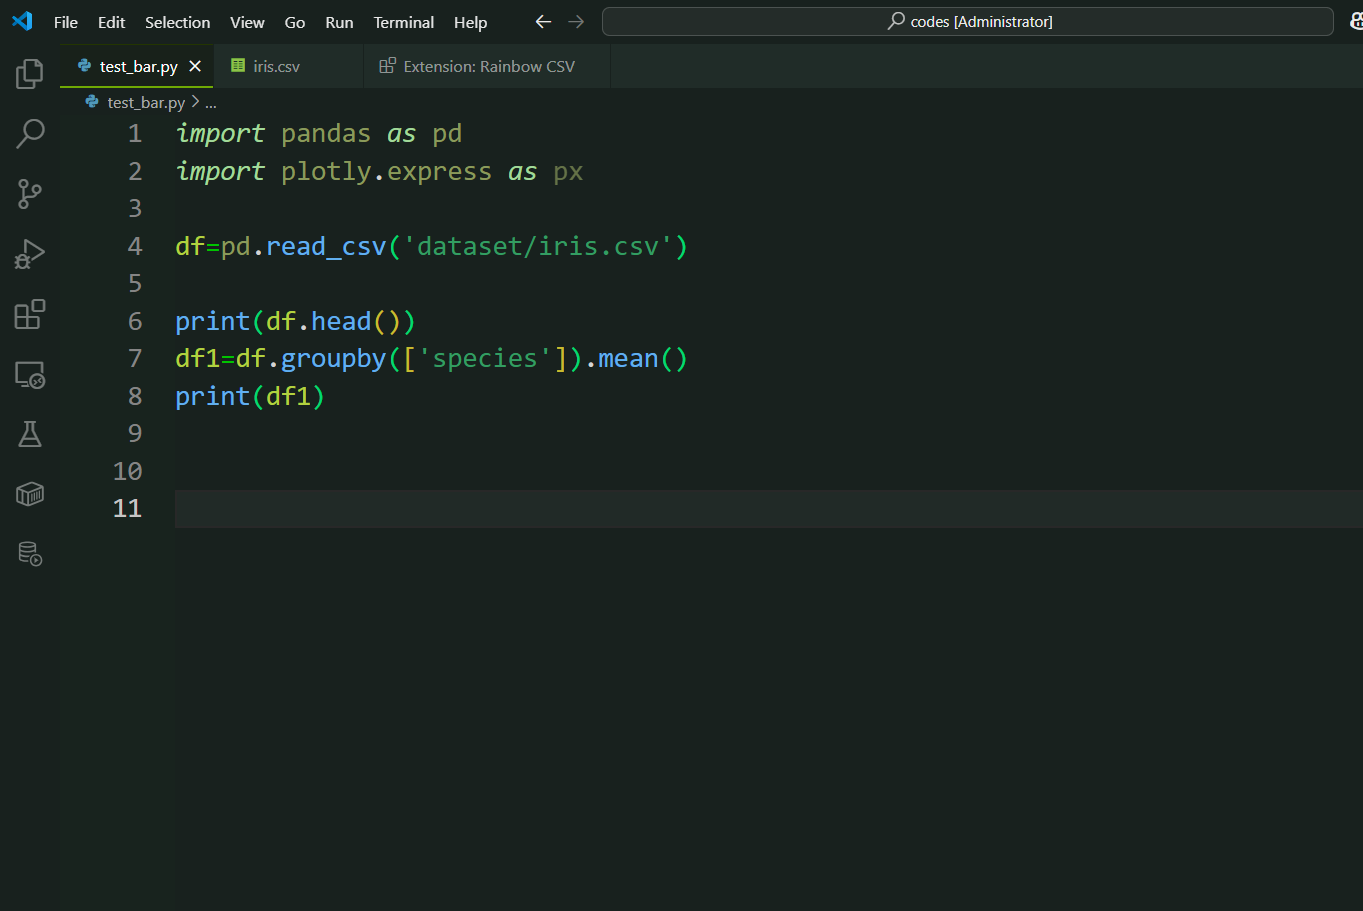 File Edit Selection View Go Run Terminal Help codes [Administrator]
test_bar.py iris.csv Extension: Rainbow CSV
test_bar.py > ...
1 import pandas as pd
2 import plotly.express as px
3
4 df=pd.read_csv('dataset/iris.csv')
5
6 print(df.head())
7 df1=df.groupby(['species']).mean()
8 print(df1)
9
10
11